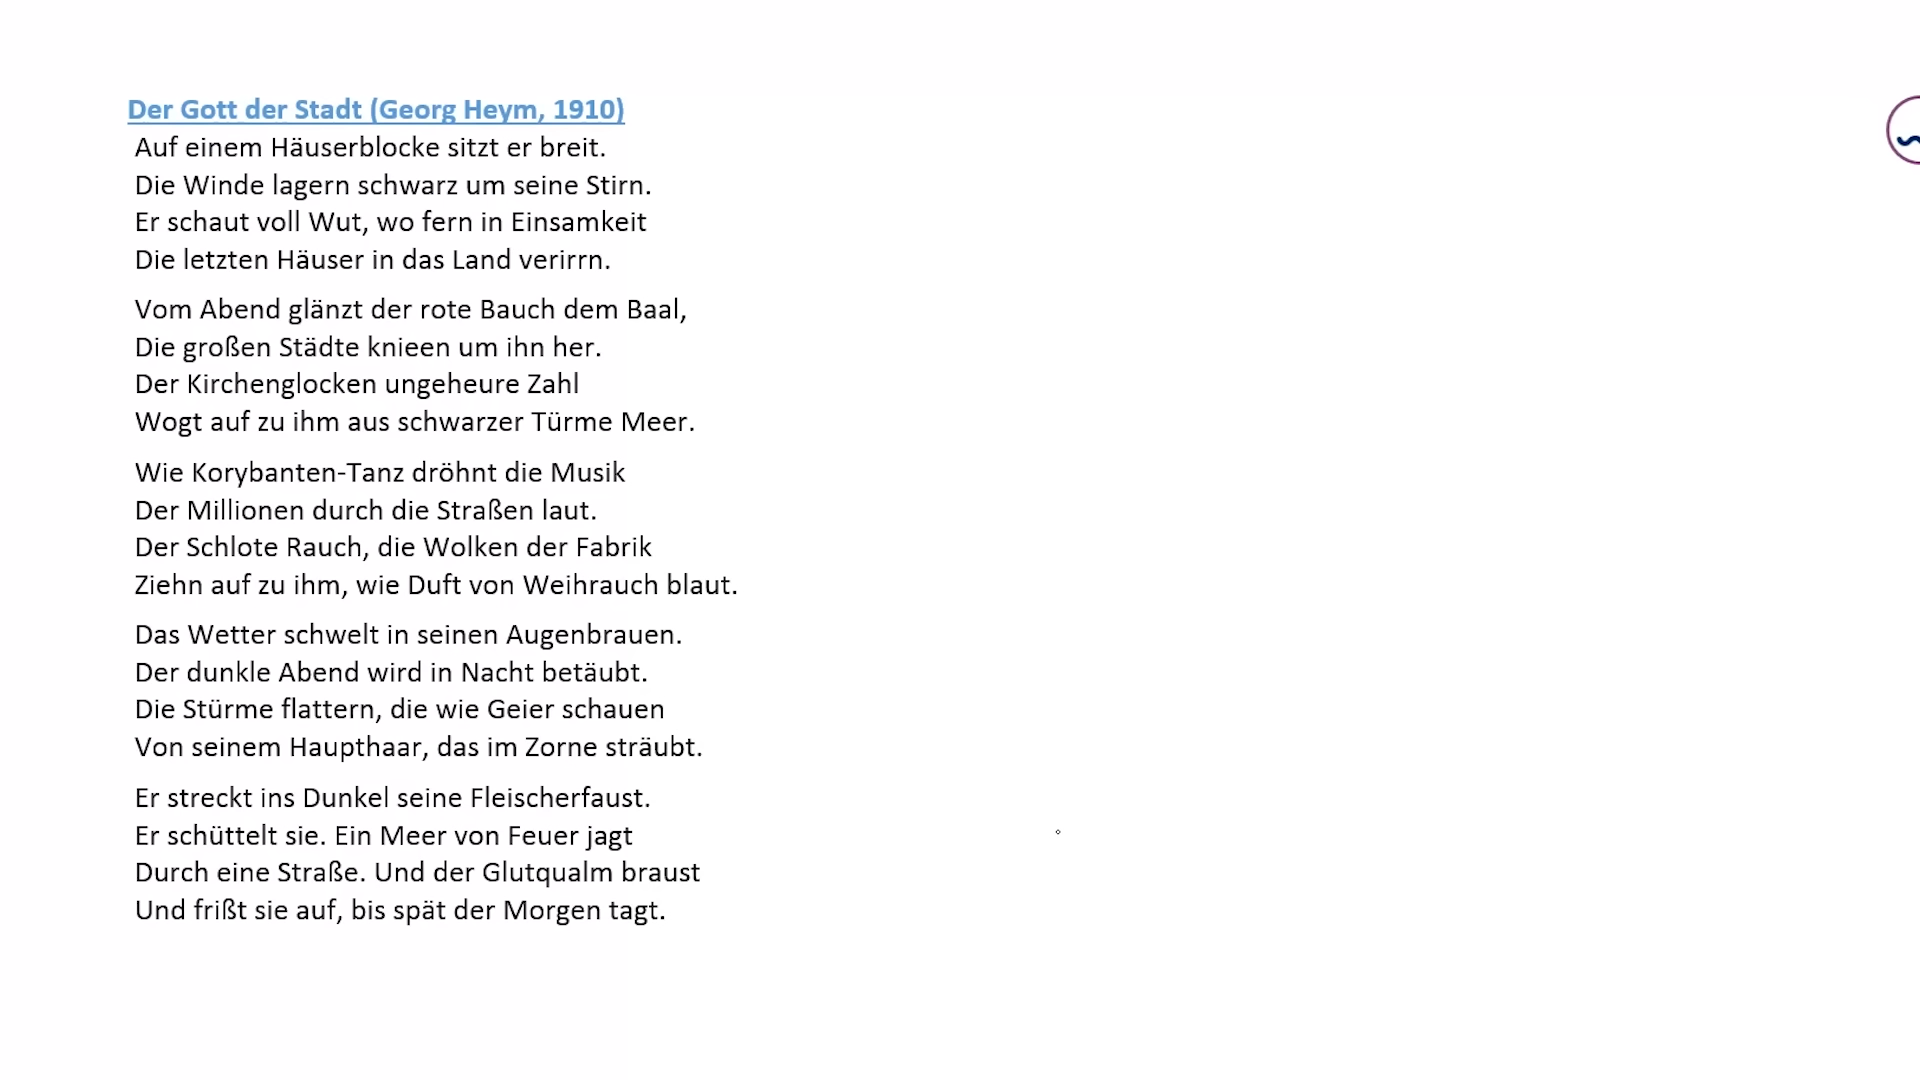 Der Gott der Stadt (Georg Heym, 1910)
Auf einem Häuserblocke sitzt er breit.
Die Winde lagern schwarz um seine Stirn.
Er schaut voll Wut, wo fern in Einsamkeit
Die letzten Häuser in das Land verirrn.
Vom Abend glänzt der rote Bauch dem Baal,
Die großen Städte knieen um ihn her.
Der Kirchenglocken ungeheure Zahl
Wogt auf zu ihm aus schwarzer Türme Meer.
Wie Korybanten-Tanz dröhnt die Musik
Der Millionen durch die Straßen laut.
Der Schlote Rauch, die Wolken der Fabrik
Ziehn auf zu ihm, wie Duft von Weihrauch blaut.
Das Wetter schwelt in seinen Augenbrauen.
Der dunkle Abend wird in Nacht betäubt.
Die Stürme flattern, die wie Geier schauen
Von seinem Haupthaar, das im Zorne sträubt.
Er streckt ins Dunkel seine Fleischerfaust.
Er schüttelt sie. Ein Meer von Feuer jagt
Durch eine Straße. Und der Glutqualm braust
Und frißt sie auf, bis spät der Morgen tagt.